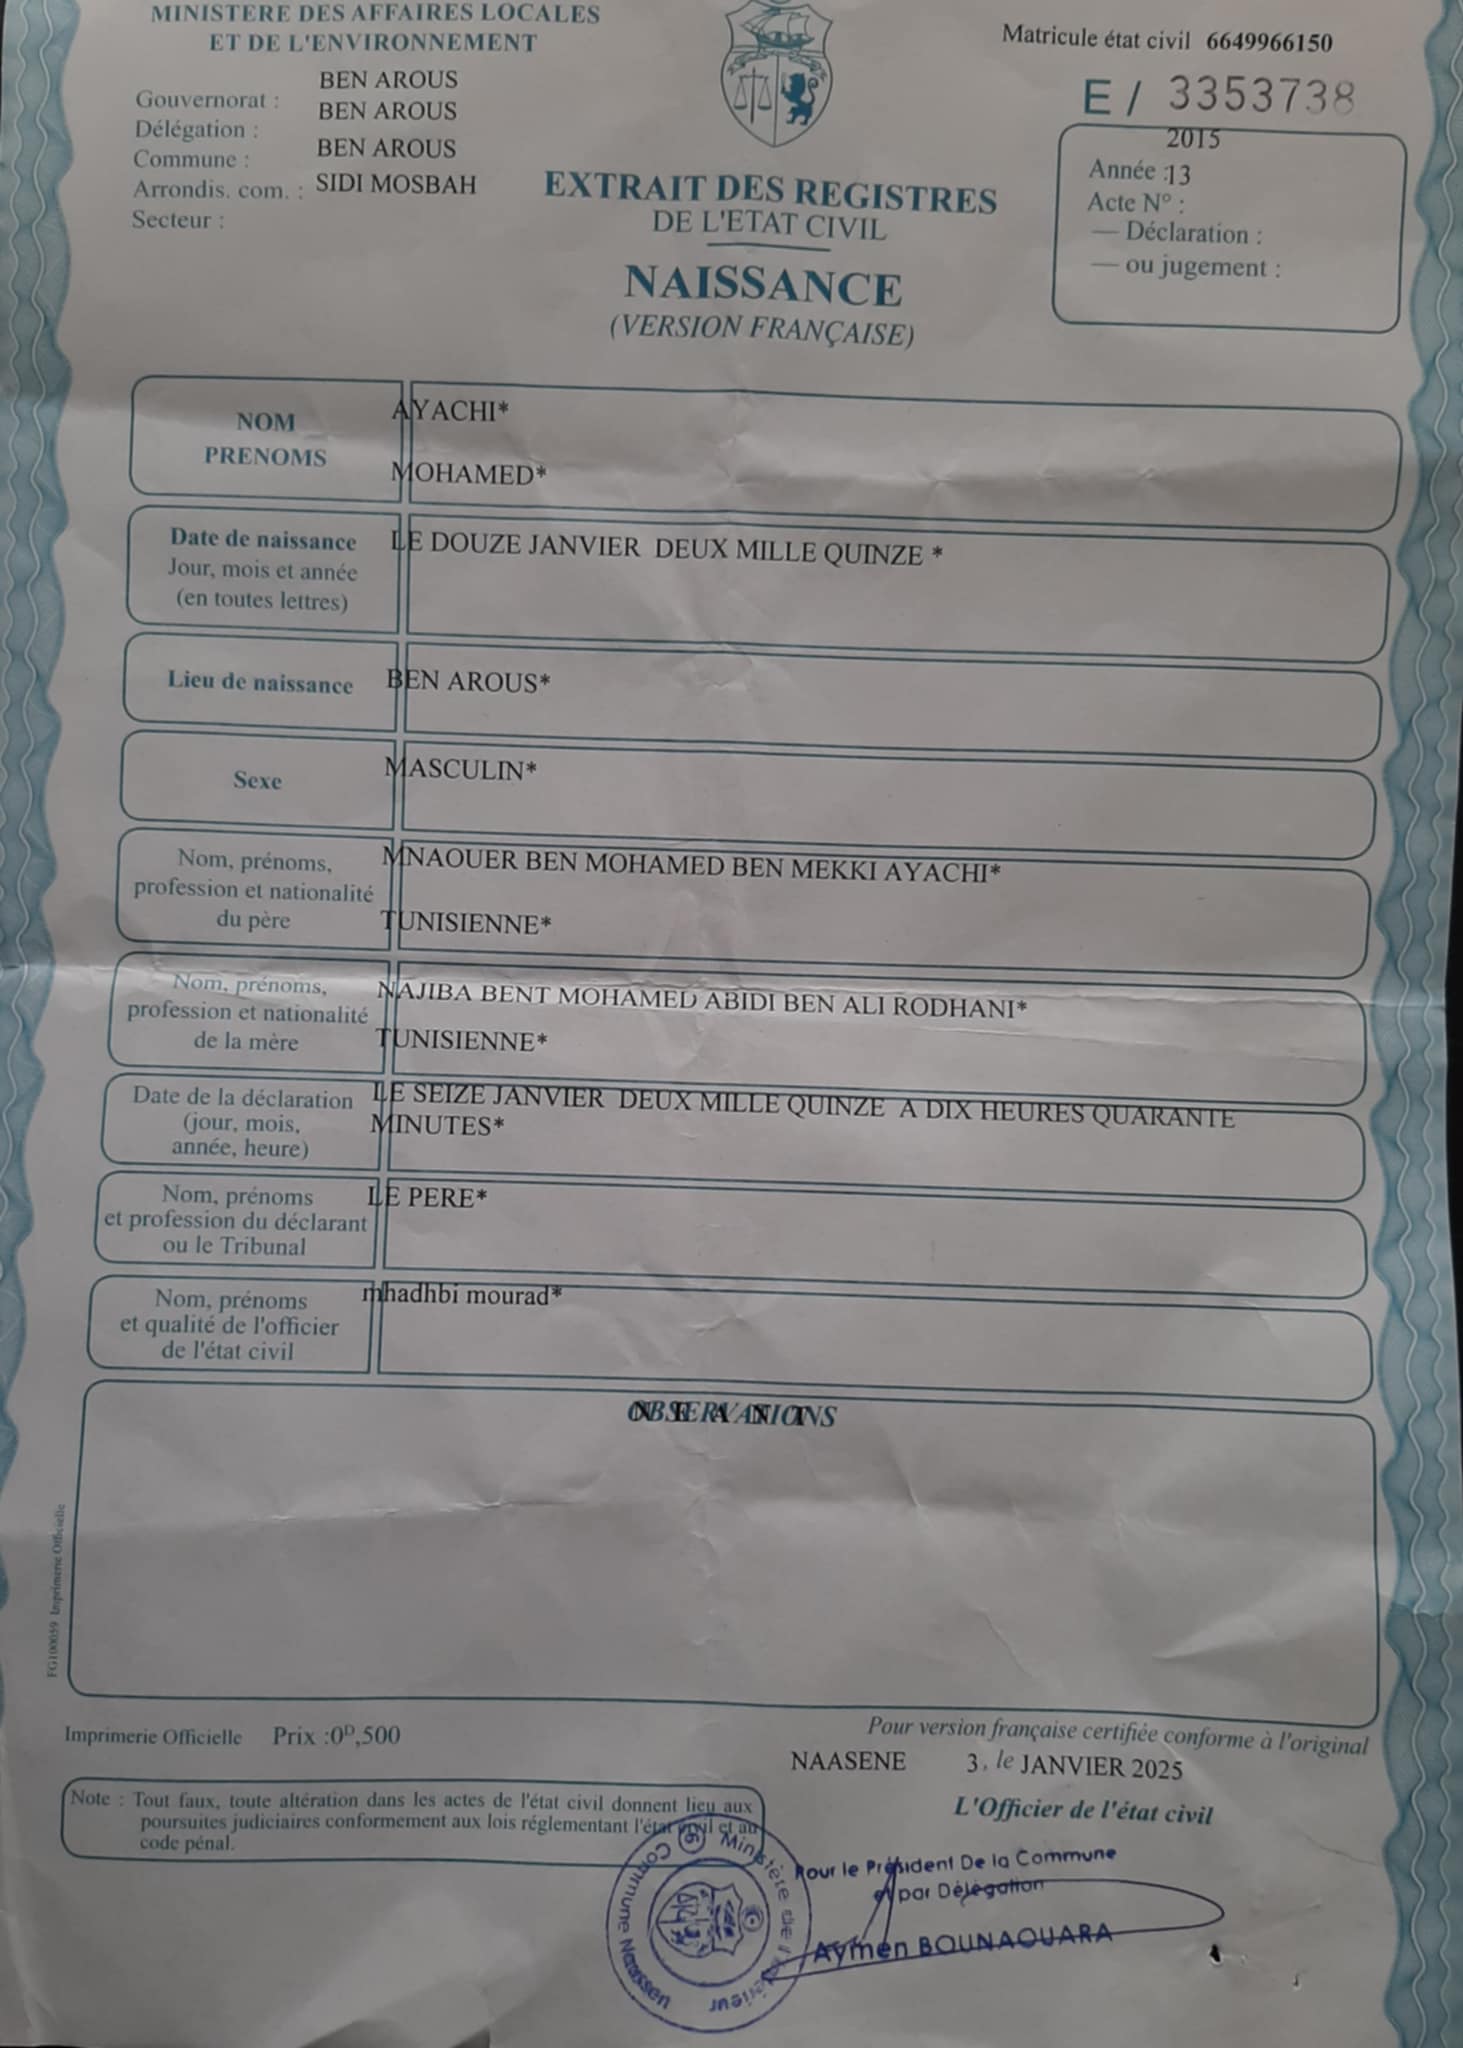 MINISTERE DES AFFAIRES LOCALES
ET DE L'ENVIRONNEMENT
Gouvernorat : BEN AROUS
Délégation : BEN AROUS
Commune : BEN AROUS
Arrondis. com. : SIDI MOSBAH
Secteur :
Matricule état civil 6649966150
E / 3353738
2015
Année :13
Acte N° :
— Déclaration :
— ou jugement :
EXTRAIT DES REGISTRES
DE L'ETAT CIVIL
NAISSANCE
(VERSION FRANÇAISE)
NOM AYACHI*
PRENOMS MOHAMED*
Date de naissance LE DOUZE JANVIER DEUX MILLE QUINZE *
Jour, mois et année
(en toutes lettres)
Lieu de naissance BEN AROUS*
Sexe MASCULIN*
Nom, prénoms, MNAOUER BEN MOHAMED BEN MEKKI AYACHI*
profession et nationalité
du père TUNISIENNE*
Nom, prénoms, NAJIBA BENT MOHAMED ABIDI BEN ALI RODHANI*
profession et nationalité
de la mère TUNISIENNE*
Date de la déclaration LE SEIZE JANVIER DEUX MILLE QUINZE A DIX HEURES QUARANTE
(jour, mois, MINUTES*
année, heure)
Nom, prénoms LE PERE*
et profession du déclarant
ou le Tribunal
Nom, prénoms mhadhbi mourad*
et qualité de l'officier
de l'état civil
OBSERVATIONS
N E A N T
FG100059 Imprimerie Officielle
Imprimerie Officielle Prix :0D,500
Pour version française certifiée conforme à l'original
NAASENE 3, le JANVIER 2025
L'Officier de l'état civil
Note : Tout faux, toute altération dans les actes de l'état civil donnent lieu aux
poursuites judiciaires conformement aux lois réglementant l'état civil et au
code pénal.
Pour le Président De la Commune
et par Délégation
Aymen BOUNAOUARA
Ministère de l'Intérieur
Commune Naassen